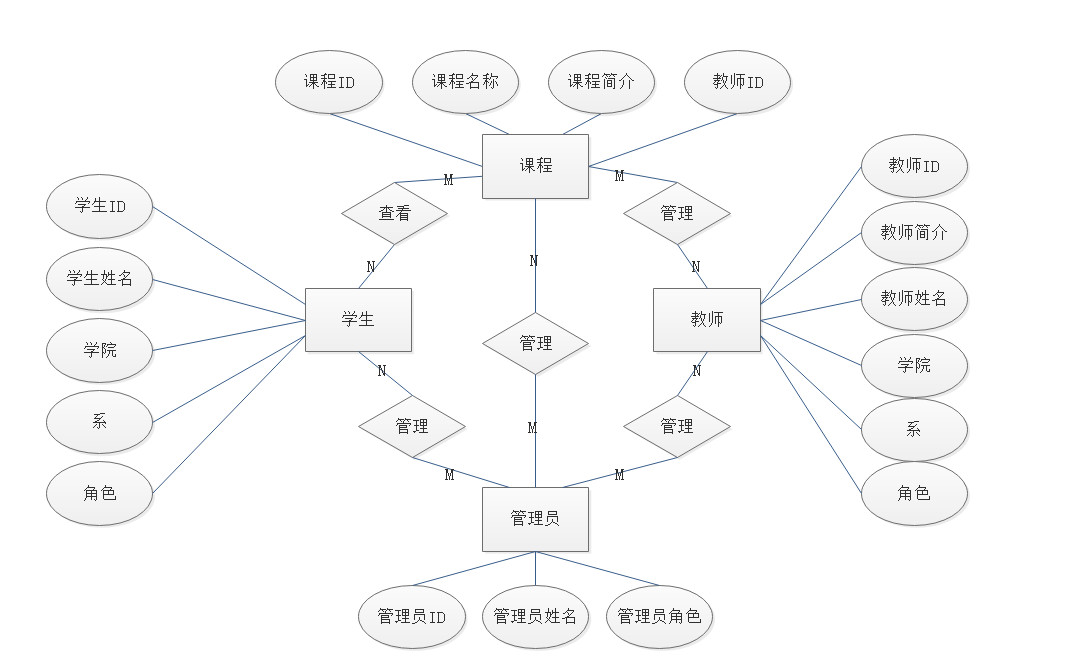 课程ID
课程名称
课程简介
教师ID
课程
教师ID
M
M
学生ID
查看
管理
教师简介
N
N
N
学生姓名
教师姓名
学生
教师
管理
学院
学院
N
N
系
管理
管理
系
M
M
M
角色
角色
管理员
管理员ID
管理员姓名
管理员角色